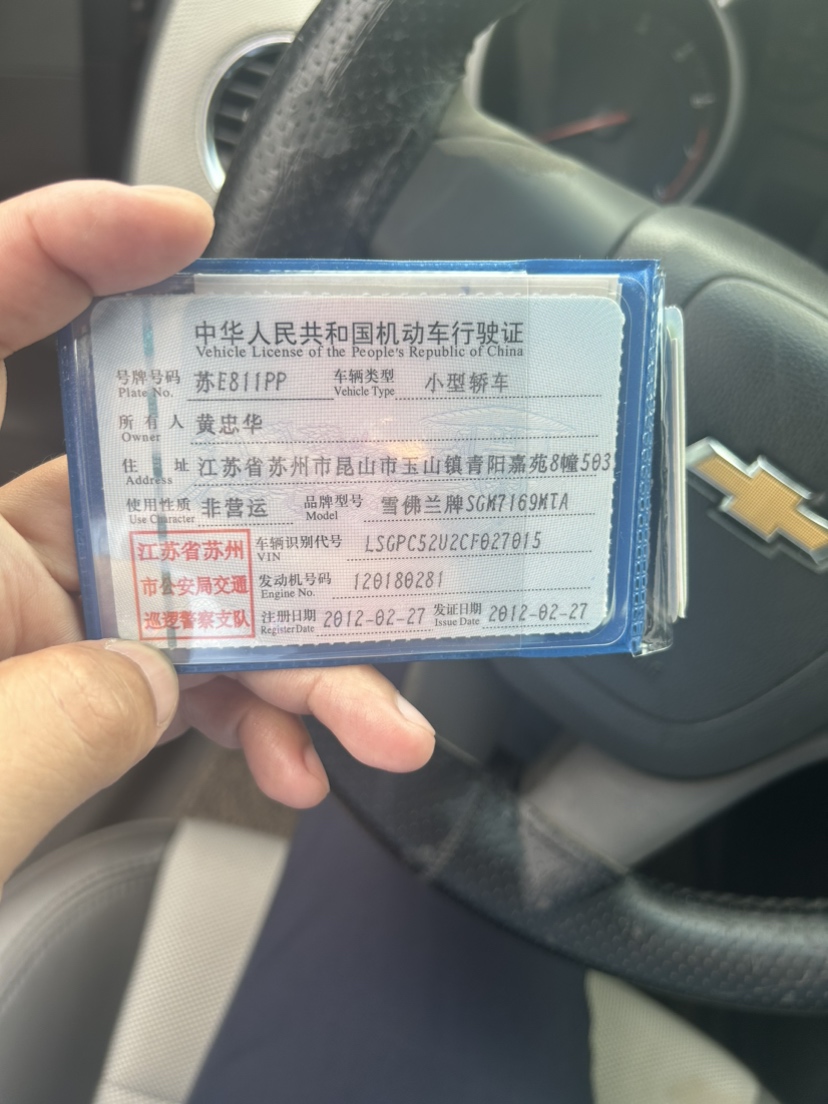 中华人民共和国机动车行驶证
Vehicle License of the People's Republic of China
号牌号码 苏E811PP 车辆类型 小型轿车
Plate No. Vehicle Type
所有人 黄忠华
Owner
住址 江苏省苏州市昆山市玉山镇青阳嘉苑8幢503
Address
使用性质 非营运 品牌型号 雪佛兰牌SGM7169MTA
Use Character Model
江苏省苏州 车辆识别代号 LSGPC52U2CF027015
VIN
市公安局交通 发动机号码 120180281
Engine No.
巡逻警察支队 注册日期 2012-02-27 发证日期 2012-02-27
Register Date Issue Date